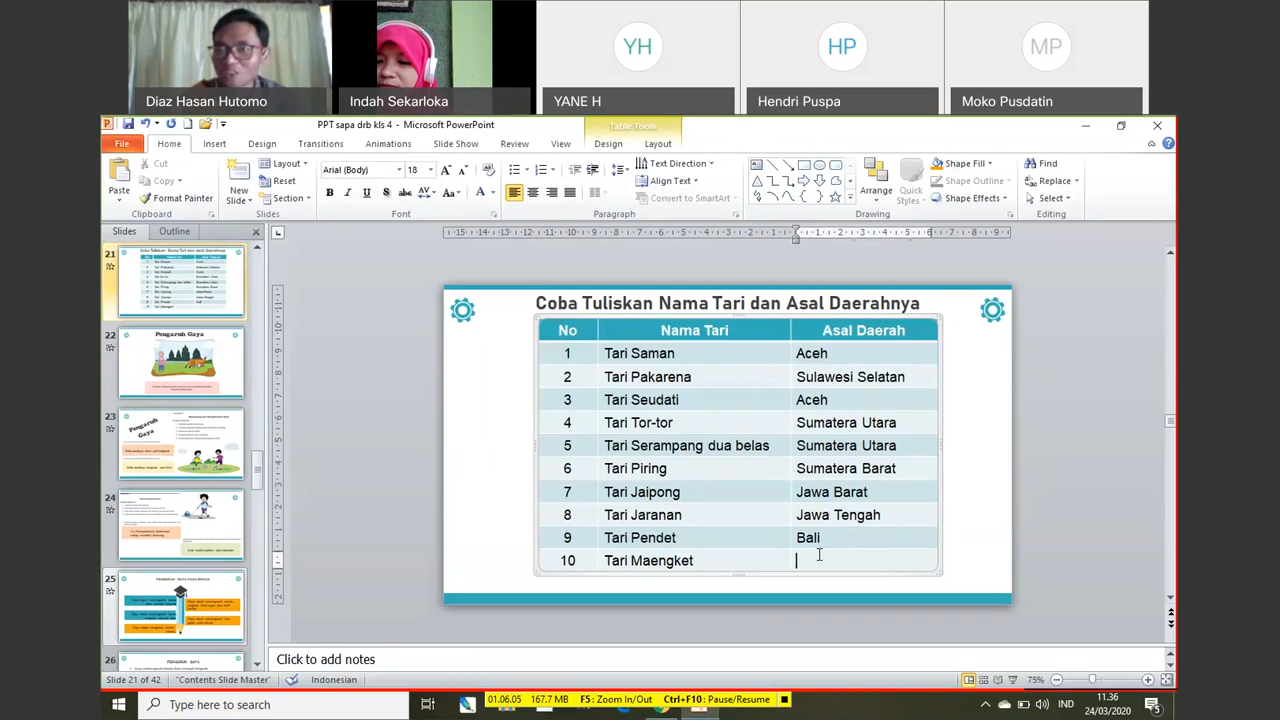 YH
HP
MP
Diaz Hasan Hutomo
Indah Sekarloka
YANE H
Hendri Puspa
Moko Pusdatin
PPT sapa drb kls 4 - Microsoft PowerPoint
Table Tools
File
Home
Insert
Design
Transitions
Animations
Slide Show
Review
View
Design
Layout
Paste
Cut
Copy
Format Painter
Clipboard
New Slide
Layout
Reset
Section
Slides
Arial (Body)
18
Font
Text Direction
Align Text
Convert to SmartArt
Paragraph
Arrange
Quick Styles
Shape Fill
Shape Outline
Shape Effects
Drawing
Find
Replace
Select
Editing
Slides
Outline
21
22
Pengaruh Gaya
23
Pengaruh Gaya
24
25
26
Coba Tuliskan Nama Tari dan Asal Daerahnya
No Nama Tari Asal Daerah
1 Tari Saman Aceh
2 Tari Pakarena Sulawesi Selatan
3 Tari Seudati Aceh
4 Tari Tor-tor Sumatera Utara
5 Tari Serampang dua belas Sumatera Utara
6 Tari Piring Sumatera Barat
7 Tari Jaipong Jawa Barat
8 Tari Jaranan Jawa Tengah
9 Tari Pendet Bali
10 Tari Maengket
Click to add notes
Slide 21 of 42
"Contents Slide Master"
Indonesian
75%
Type here to search
01.06.05 167.7 MB F5: Zoom In/Out Ctrl+F10: Pause/Resume
IND
11.36
24/03/2020
5